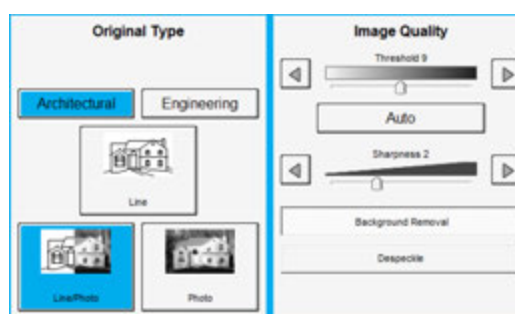 Original Type
Architectural
Engineering
Line
Line/Photo
Photo
Image Quality
Threshold 9
Auto
Sharpness 2
Background Removal
Despeckle